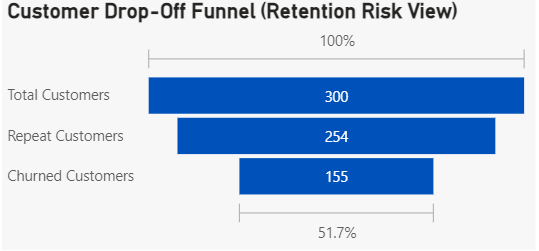 Customer Drop-Off Funnel (Retention Risk View)
100%
Total Customers 300
Repeat Customers 254
Churned Customers 155
51.7%